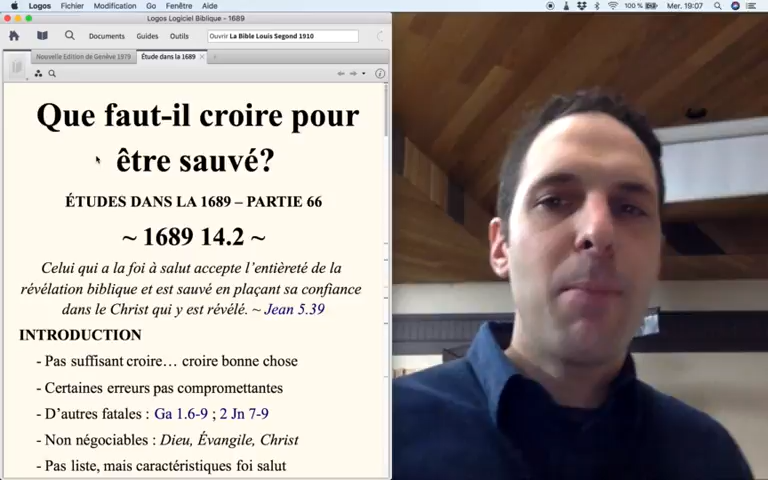 Logos Fichier Modification Go Fenêtre Aide 100 % Mer. 19:07
Logos Logiciel Biblique - 1689
Documents Guides Outils Ouvrir La Bible Louis Segond 1910
Nouvelle Edition de Genève 1979 Étude dans la 1689
Que faut-il croire pour
être sauvé?
ÉTUDES DANS LA 1689 – PARTIE 66
~ 1689 14.2 ~
Celui qui a la foi à salut accepte l’entièreté de la
révélation biblique et est sauvé en plaçant sa confiance
dans le Christ qui y est révélé. ~ Jean 5.39
INTRODUCTION
- Pas suffisant croire… croire bonne chose
- Certaines erreurs pas compromettantes
- D’autres fatales : Ga 1.6-9 ; 2 Jn 7-9
- Non négociables : Dieu, Évangile, Christ
- Pas liste, mais caractéristiques foi salut